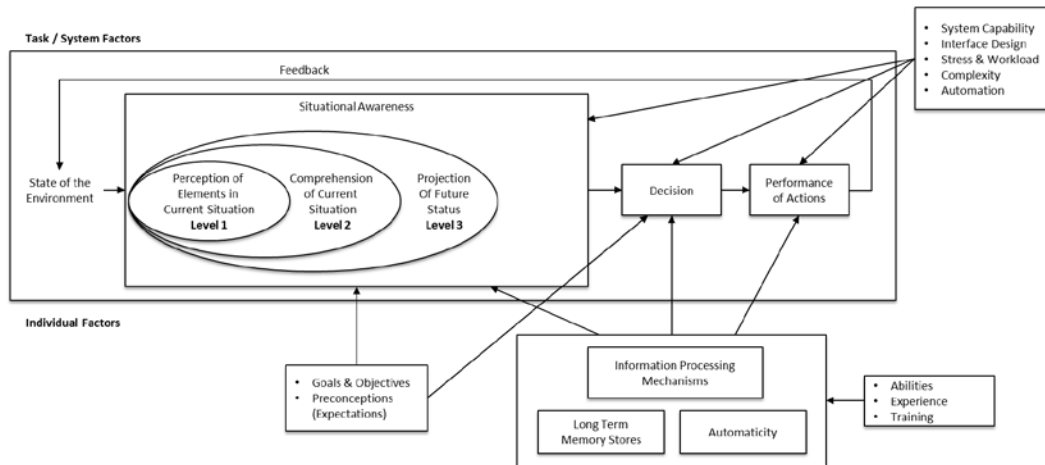 Task / System Factors
• System Capability
• Interface Design
• Stress & Workload
• Complexity
• Automation
Feedback
Situational Awareness
State of the
Environment
Perception of
Elements in
Current Situation
Level 1
Comprehension
of Current
Situation
Level 2
Projection
Of Future
Status
Level 3
Decision
Performance
of Actions
Individual Factors
• Goals & Objectives
• Preconceptions
(Expectations)
Information Processing
Mechanisms
Long Term
Memory Stores
Automaticity
• Abilities
• Experience
• Training